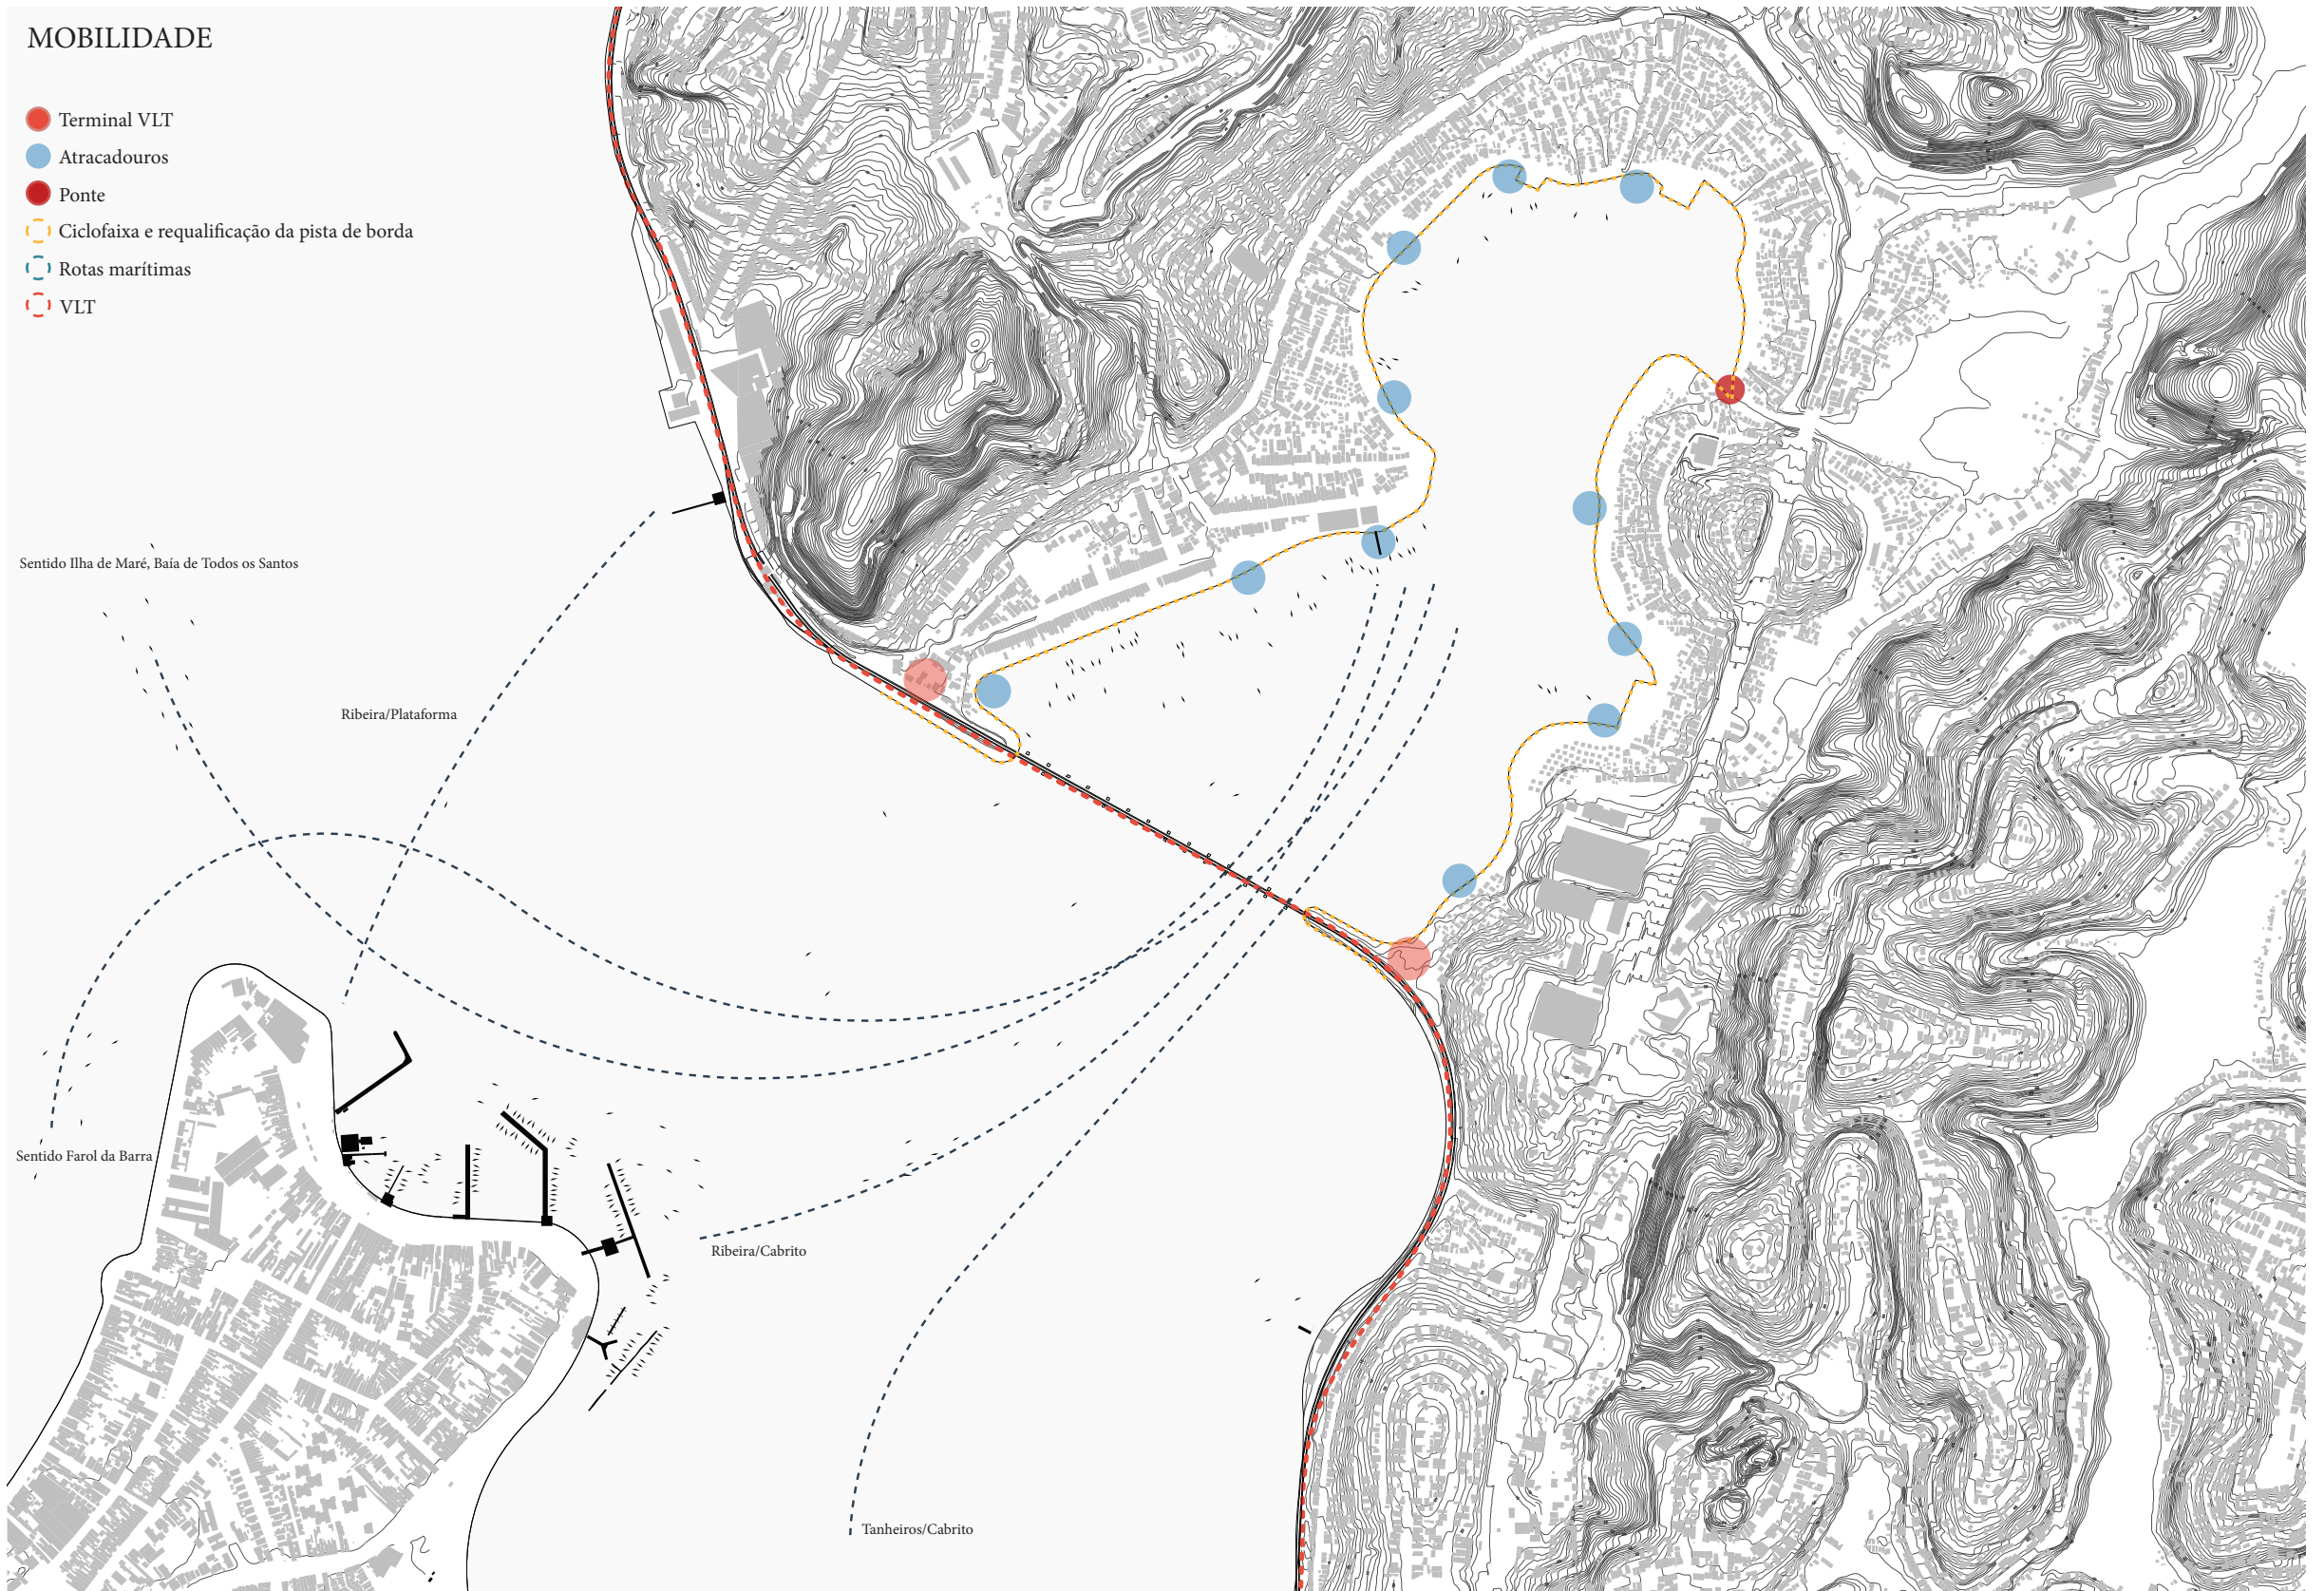 MOBILIDADE
Terminal VLT
Atracadouros
Ponte
Ciclofaixa e requalificação da pista de borda
Rotas marítimas
VLT
Sentido Ilha de Maré, Baía de Todos os Santos
Ribeira/Plataforma
Sentido Farol da Barra
Ribeira/Cabrito
Tanheiros/Cabrito